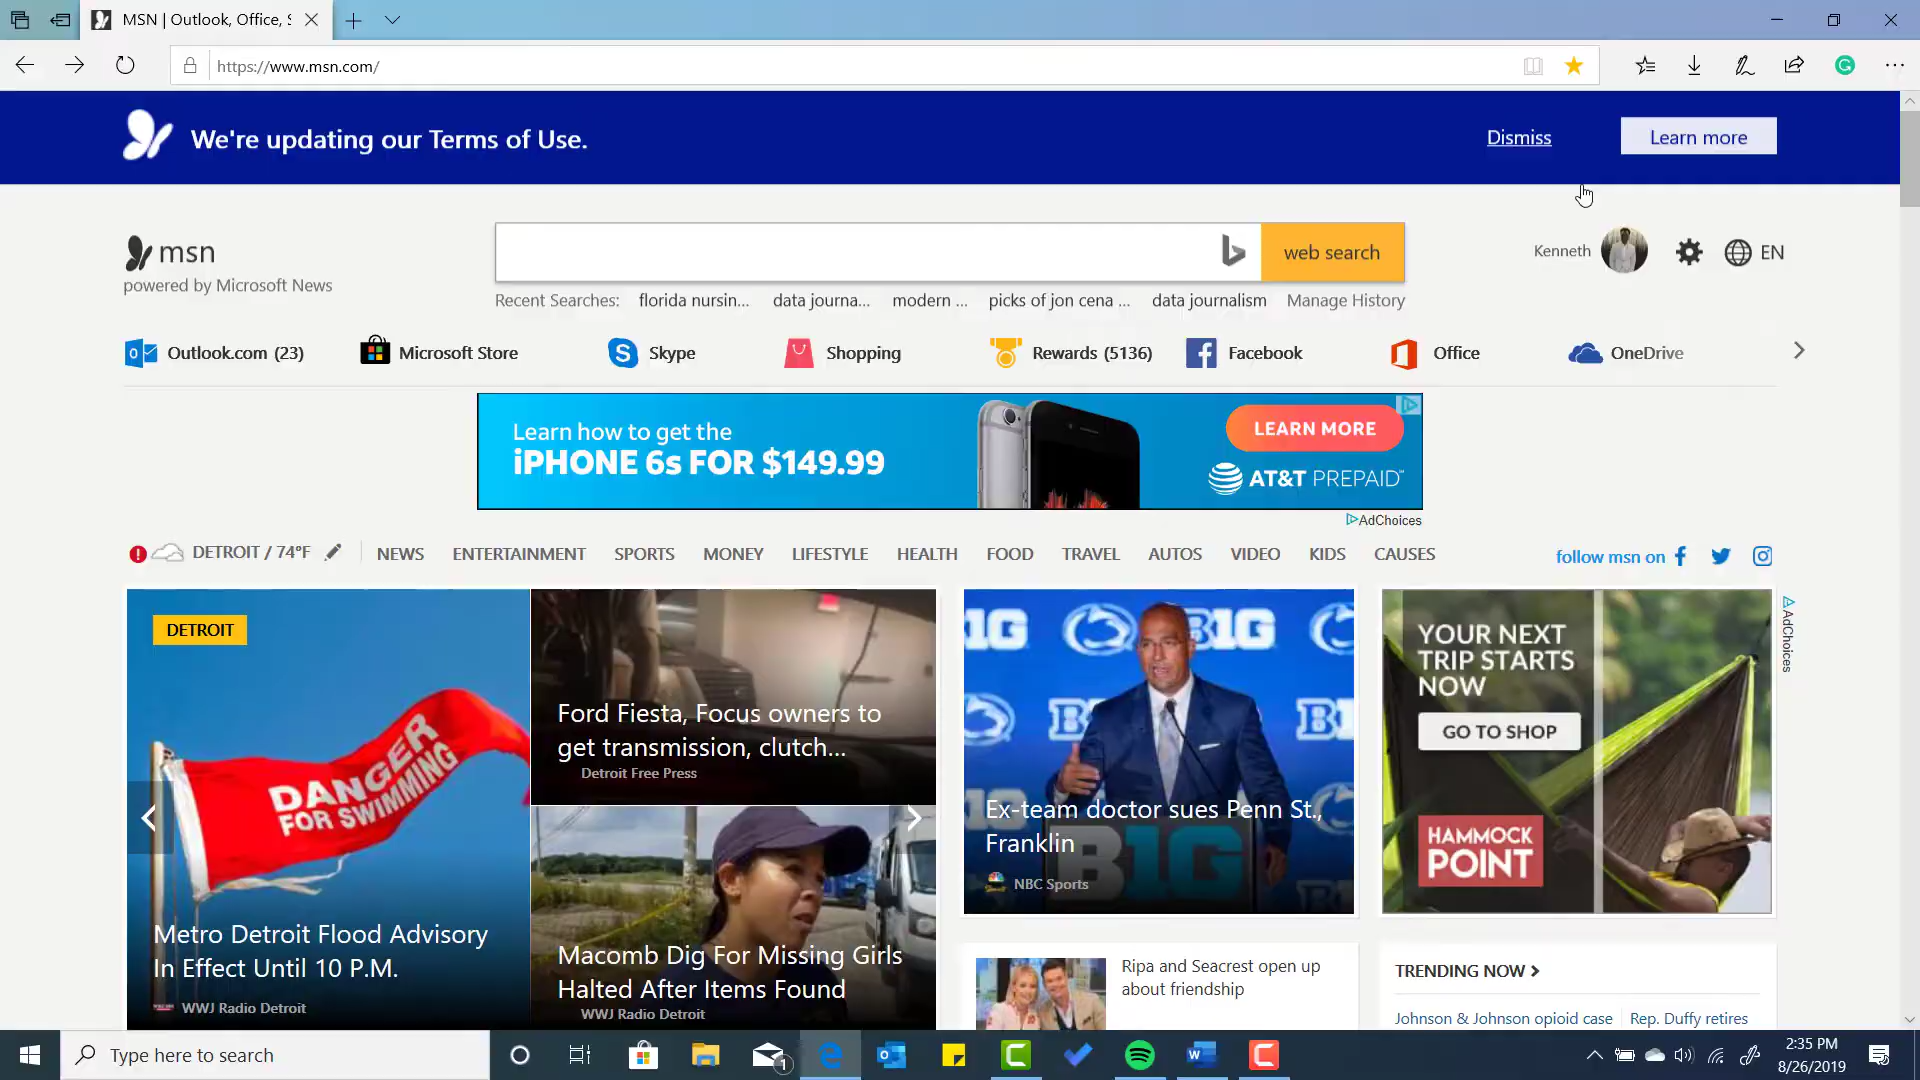 MSN | Outlook, Office, S
https://www.msn.com/
We're updating our Terms of Use.
Dismiss
Learn more
msn
powered by Microsoft News
web search
Kenneth
EN
Recent Searches: florida nursin... data journa... modern ... picks of jon cena ... data journalism Manage History
Outlook.com (23)
Microsoft Store
Skype
Shopping
Rewards (5136)
Facebook
Office
OneDrive
Learn how to get the
iPHONE 6s FOR $149.99
LEARN MORE
AT&T PREPAID
AdChoices
DETROIT / 74°F
NEWS ENTERTAINMENT SPORTS MONEY LIFESTYLE HEALTH FOOD TRAVEL AUTOS VIDEO KIDS CAUSES
follow msn on
DETROIT
DANGER
FOR SWIMMING
Metro Detroit Flood Advisory
In Effect Until 10 P.M.
WWJ Radio Detroit
Ford Fiesta, Focus owners to
get transmission, clutch...
Detroit Free Press
Macomb Dig For Missing Girls
Halted After Items Found
WWJ Radio Detroit
B1G
Ex-team doctor sues Penn St.,
Franklin
NBC Sports
YOUR NEXT
TRIP STARTS
NOW
GO TO SHOP
HAMMOCK
POINT
AdChoices
Ripa and Seacrest open up
about friendship
TRENDING NOW
Johnson & Johnson opioid case
Rep. Duffy retires
Type here to search
1
2:35 PM
8/26/2019